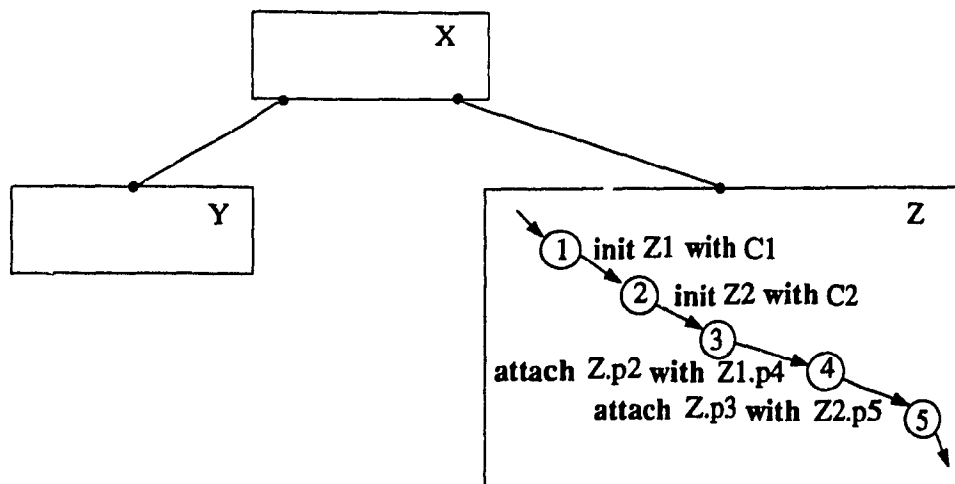 X
Y
Z
1 init Z1 with C1
2 init Z2 with C2
3
attach Z.p2 with Z1.p4 4
attach Z.p3 with Z2.p5 5